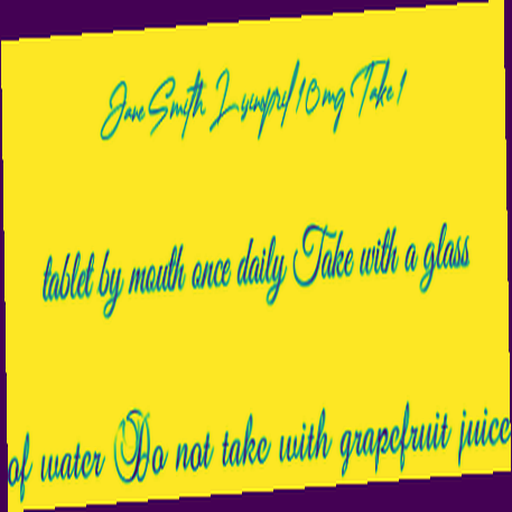 Jane Smith Lyinopril 10mg Take 1
tablet by mouth once daily Take with a glass
of water Do not take with grapefruit juice